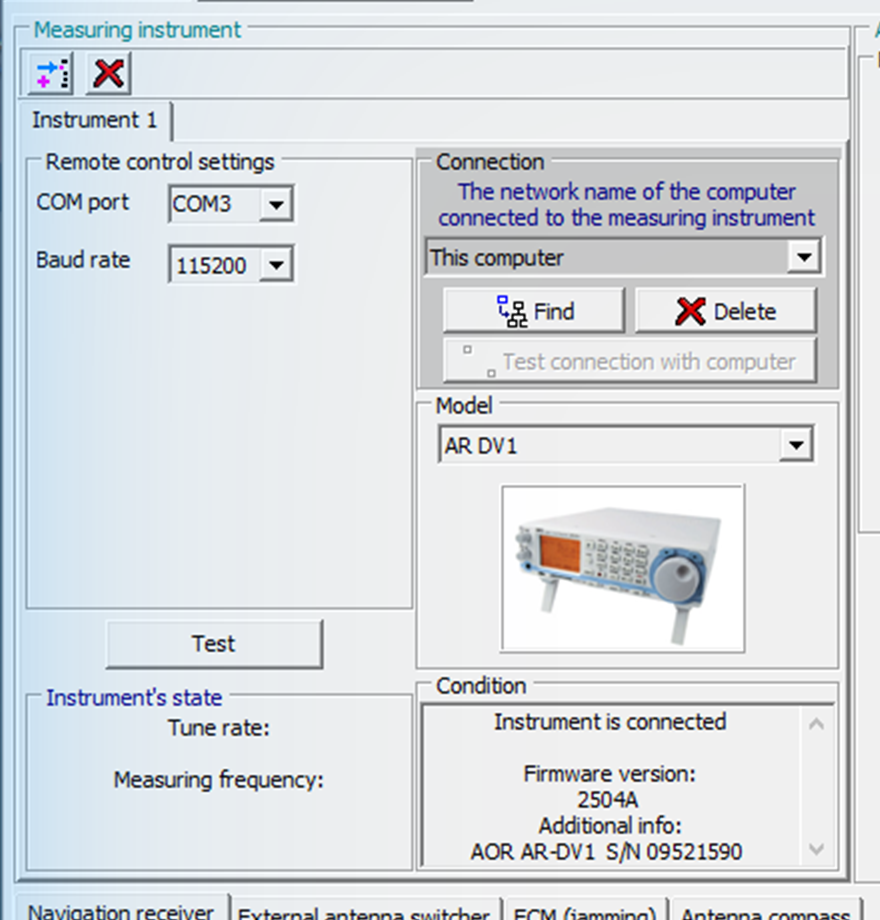 Measuring instrument
Instrument 1
Remote control settings
COM port
COM3
Baud rate
115200
Connection
The network name of the computer
connected to the measuring instrument
This computer
Find
Delete
Test connection with computer
Model
AR DV1
Test
Instrument's state
Tune rate:
Measuring frequency:
Condition
Instrument is connected
Firmware version:
2504A
Additional info:
AOR AR-DV1 S/N 09521590
Navigation receiver
External antenna switcher
ECM (jamming)
Antenna compass